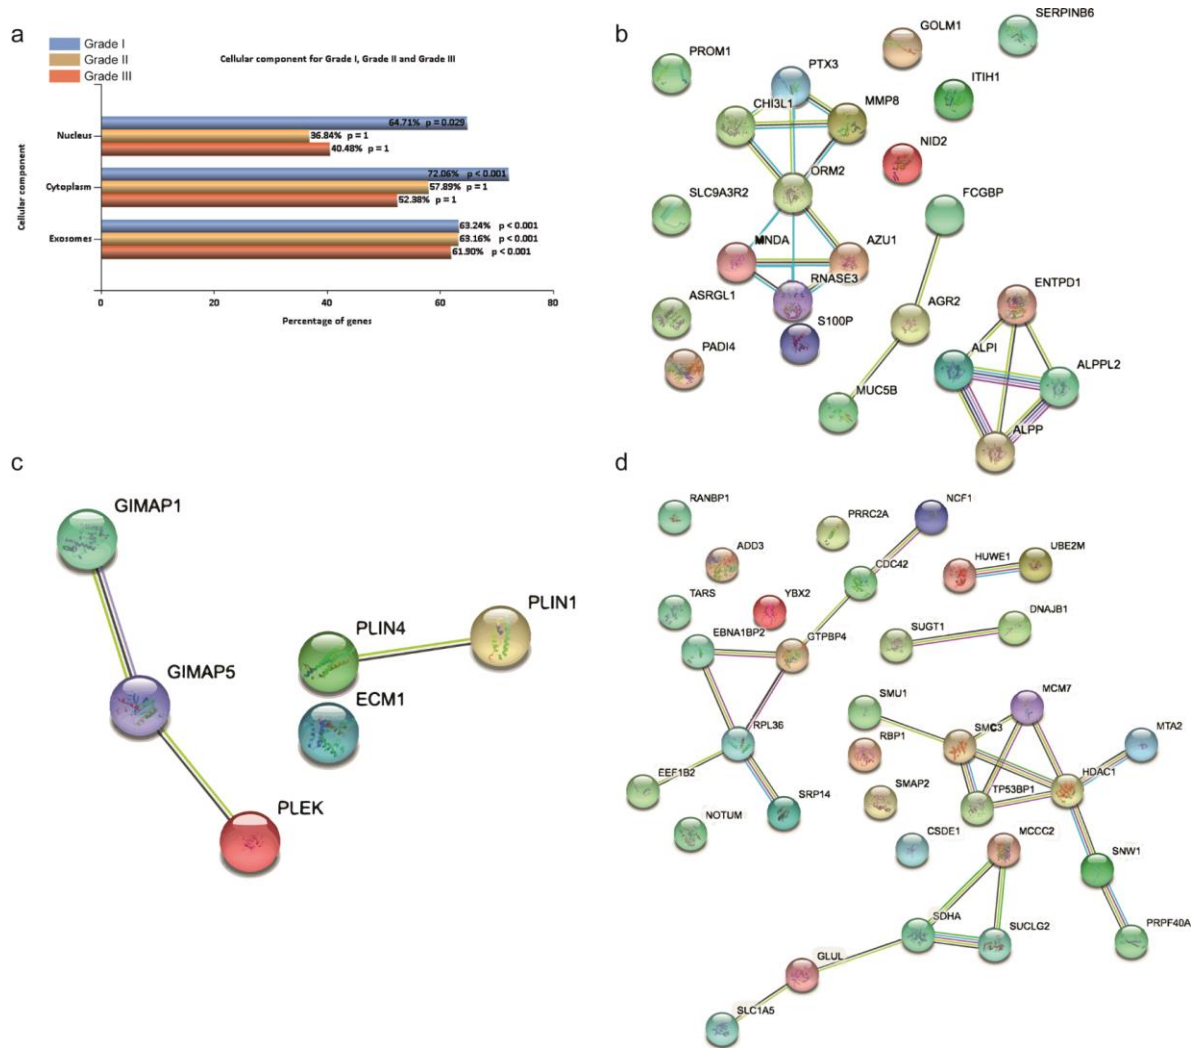 a
Grade I
Grade II
Grade III
Cellular component for Grade I, Grade II and Grade III
Cellular component
Nucleus
64.71% p = 0.029
36.84% p = 1
40.48% p = 1
Cytoplasm
72.06% p < 0.001
57.89% p = 1
52.38% p = 1
Exosomes
63.24% p < 0.001
63.16% p < 0.001
61.90% p < 0.001
0 20 40 60 80
Percentage of genes
b
SERPINB6
GOLM1
PROM1
PTX3
ITIH1
CHI3L1
MMP8
NID2
ORM2
SLC9A3R2
FCGBP
MNDA
AZU1
RNASE3
ENTPD1
ASRGL1
AGR2
S100P
ALPI
ALPPL2
PADI4
MUC5B
ALPP
c
GIMAP1
PLIN1
PLIN4
GIMAP5
ECM1
PLEK
d
NCF1
RANBP1
PRRC2A
ADD3
CDC42
HUWE1
UBE2M
TARS
YBX2
DNAJB1
EBNA1BP2
GTPBP4
SUGT1
SMU1
MCM7
RPL36
SMC3
MTA2
RBP1
HDAC1
EEF1B2
SRP14
SMAP2
TP53BP1
NOTUM
CSDE1
MCCC2
SNW1
SDHA
SUCLG2
PRPF40A
GLUL
SLC1A5